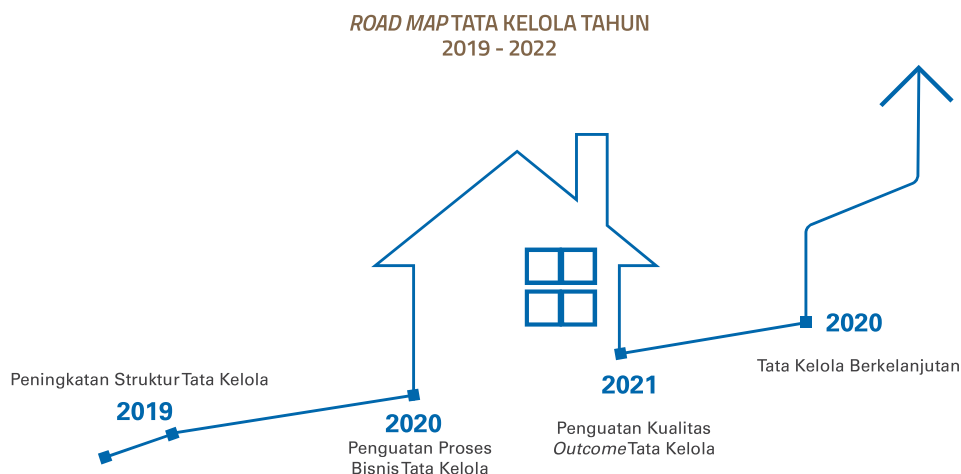 ROAD MAP TATA KELOLA TAHUN
2019 - 2022
Peningkatan Struktur Tata Kelola
2019
2020
Penguatan Proses
Bisnis Tata Kelola
2021
Penguatan Kualitas
Outcome Tata Kelola
2020
Tata Kelola Berkelanjutan